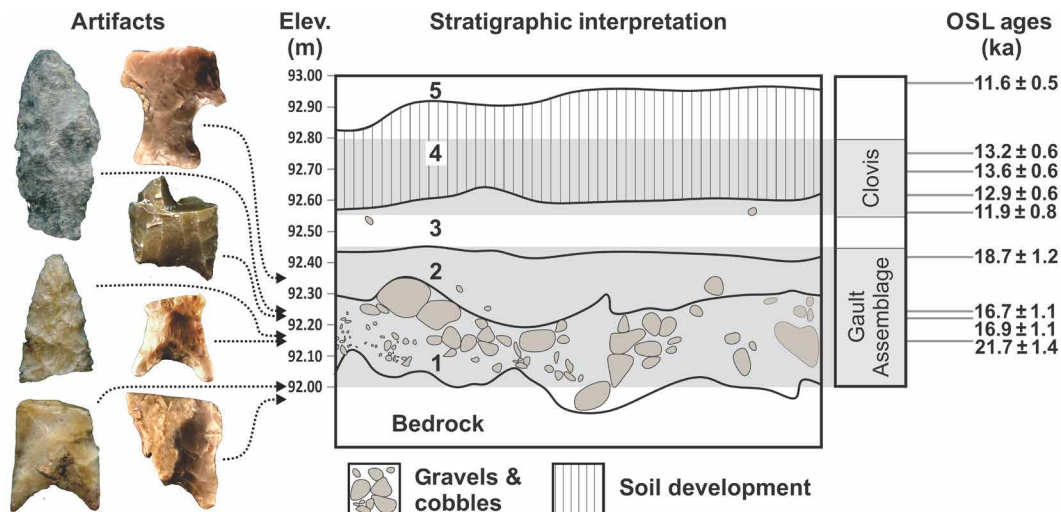 Artifacts
Elev.
(m)
Stratigraphic interpretation
OSL ages
(ka)
93.00
92.90
92.80
92.70
92.60
92.50
92.40
92.30
92.20
92.10
92.00
5
4
3
2
1
Bedrock
Clovis
Gault
Assemblage
11.6 ± 0.5
13.2 ± 0.6
13.6 ± 0.6
12.9 ± 0.6
11.9 ± 0.8
18.7 ± 1.2
16.7 ± 1.1
16.9 ± 1.1
21.7 ± 1.4
Gravels &
cobbles
Soil development